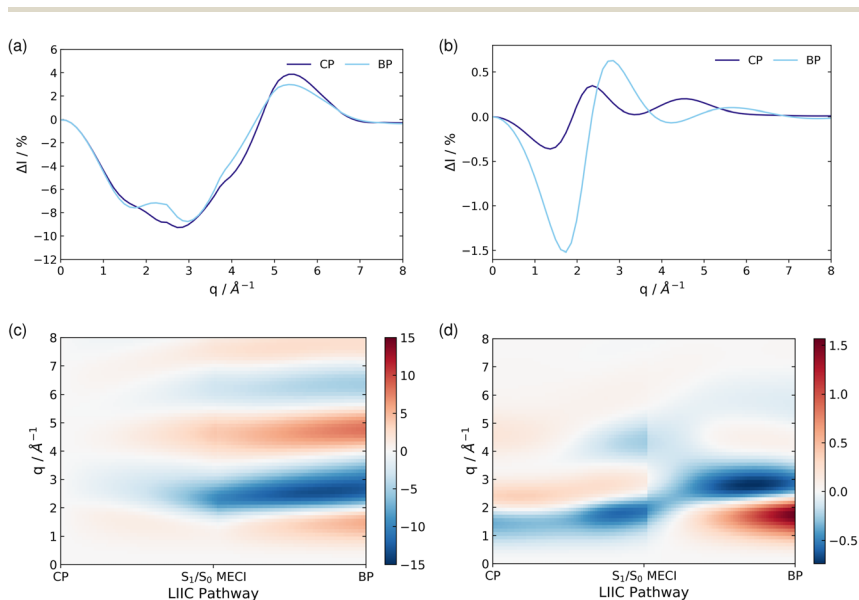 (a)
6
4
2
0
−2
−4
−6
−8
−10
−12
ΔI / %
CP
BP
0 1 2 3 4 5 6 7 8
q / Å⁻¹
(b)
0.5
0.0
−0.5
−1.0
−1.5
ΔI / %
CP
BP
0 1 2 3 4 5 6 7 8
q / Å⁻¹
(c)
8
7
6
5
4
3
2
1
0
q / Å⁻¹
CP S₁/S₀ MECI BP
LIIC Pathway
15
10
5
0
−5
−10
−15
(d)
8
7
6
5
4
3
2
1
0
q / Å⁻¹
CP S₁/S₀ MECI BP
LIIC Pathway
1.5
1.0
0.5
0.0
−0.5